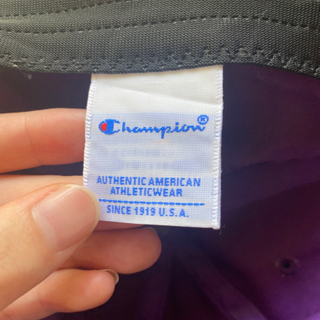 Champion®
AUTHENTIC AMERICAN
ATHLETICWEAR
SINCE 1919 U.S.A.